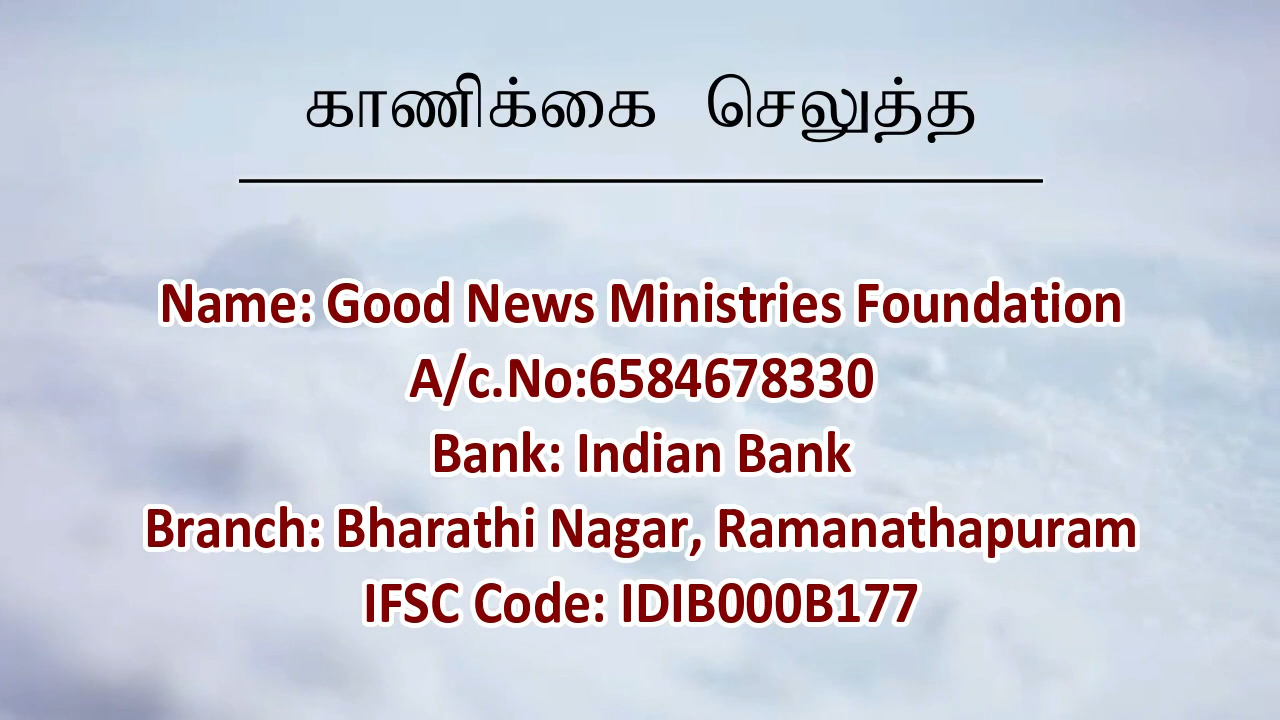 காணிக்கை செலுத்த
Name: Good News Ministries Foundation
A/c.No:6584678330
Bank: Indian Bank
Branch: Bharathi Nagar, Ramanathapuram
IFSC Code: IDIB000B177